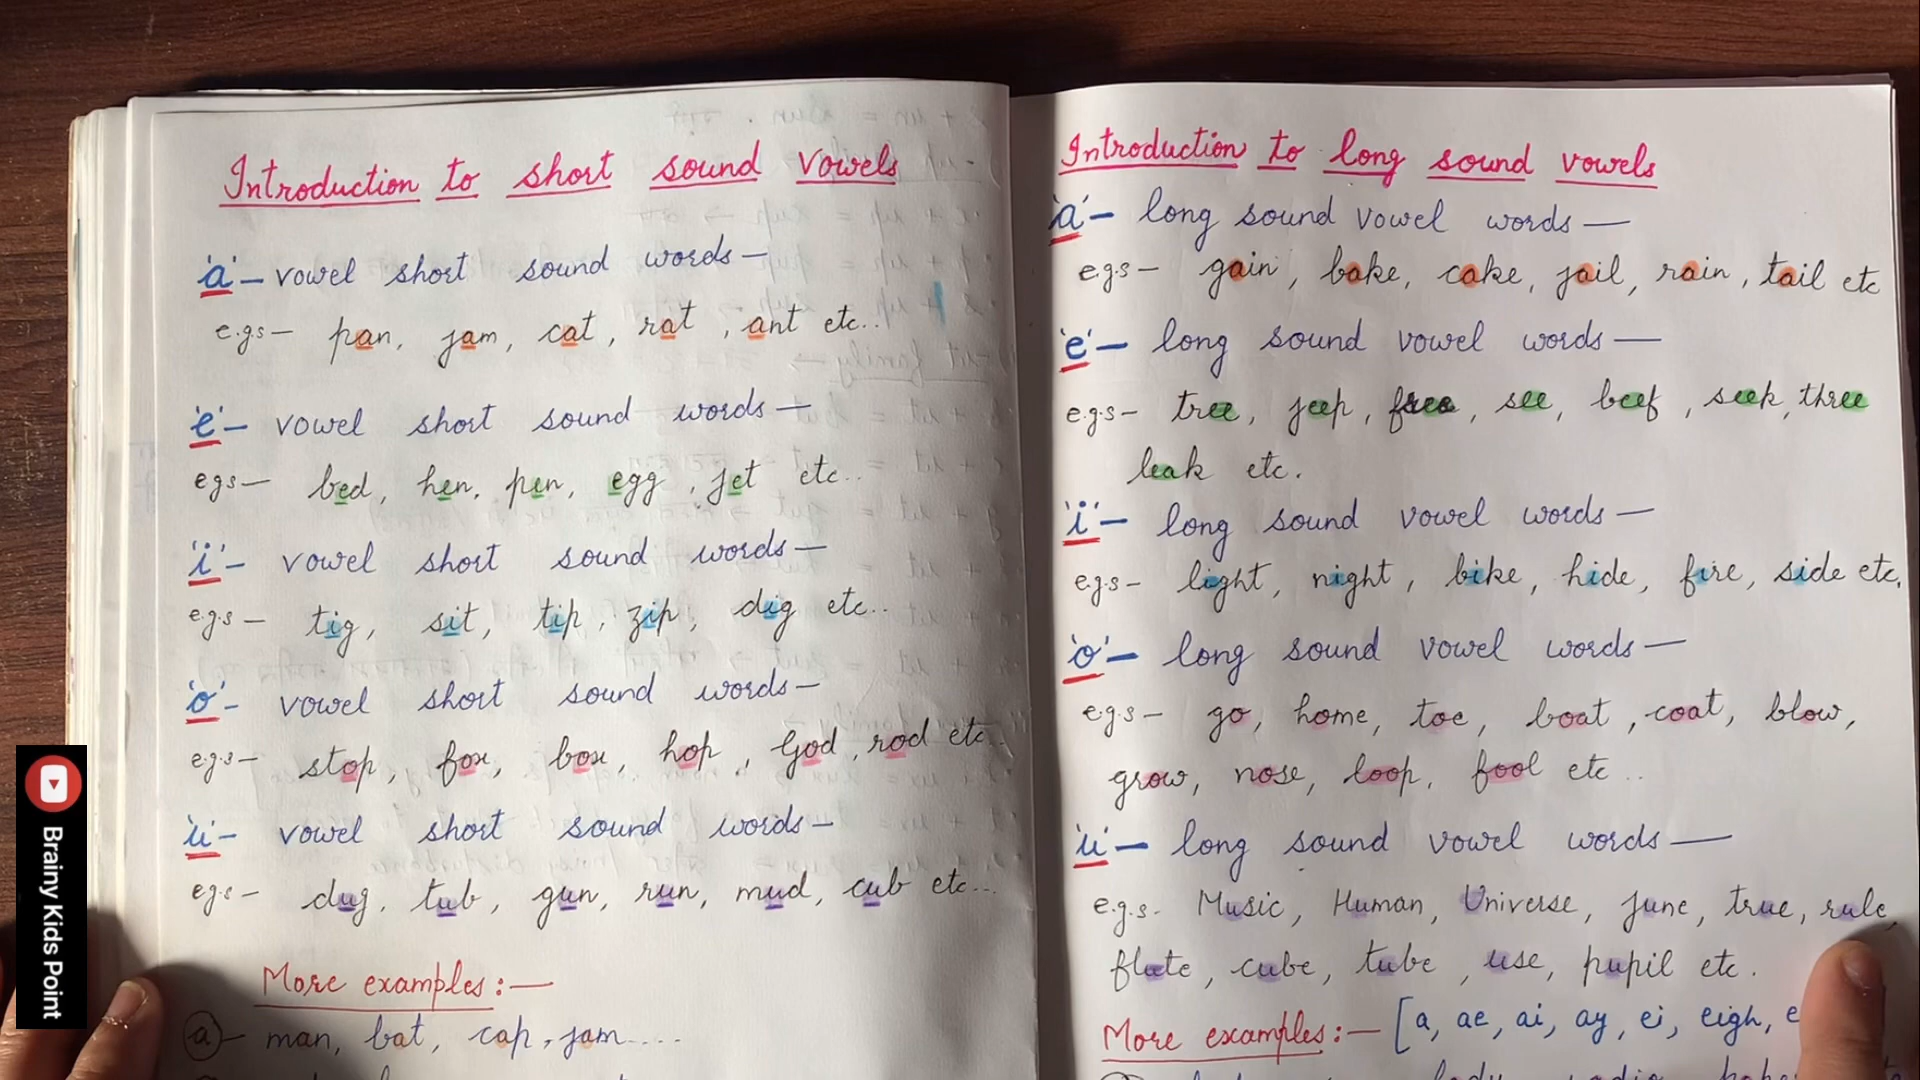 Introduction to short sound vowels
'a' – vowel short sound words –
e.g.s – pan, jam, cat, rat, ant etc..
'e' – vowel short sound words –
egs – bed, hen, pen, egg, jet etc..
'i' – vowel short sound words –
e.g.s – tig, sit, tip, zip, dig etc..
'o' – vowel short sound words –
e.g.s – stop, fox, box, hop, God, rod etc..
'u' – vowel short sound words –
e.g.s – dug, tub, gun, run, mud, cub etc...
More examples :–
a – man, bat, cap, jam....
Introduction to long sound vowels
'a' – long sound vowel words –
e.g.s – gain, bake, cake, jail, rain, tail etc
'e' – long sound vowel words –
e.g.s – tree, jeep, free, see, beef, seek, three
leak etc.
'i' – long sound vowel words –
e.g.s – light, night, bike, hide, fire, side etc.
'o' – long sound vowel words –
e.g.s – go, home, toe, boat, coat, blow,
grow, nose, loop, fool etc..
'u' – long sound vowel words –
e.g.s. Music, Human, Universe, June, true, rule,
flute, cube, tube, use, pupil etc.
More examples :– [a, ae, ai, ay, ei, eigh, e
Brainy Kids Point